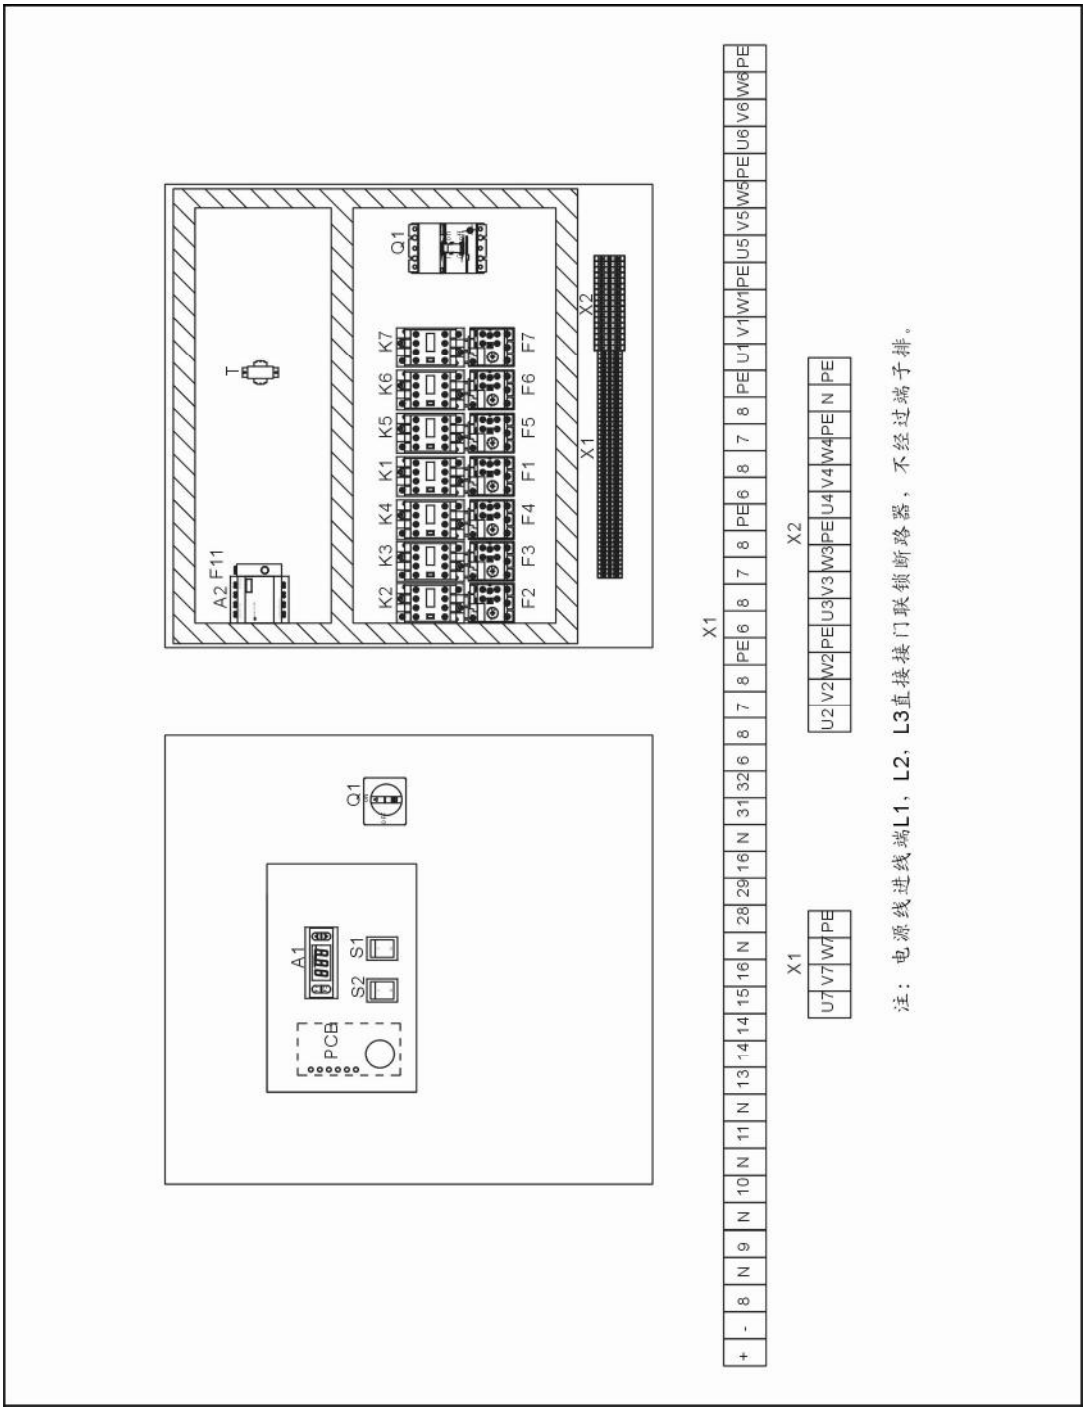 A2 F11
T
A1
PCB
S2 S1
Q1
K2 K3 K4 K1 K5 K6 K7
Q1
F2 F3 F4 F1 F5 F6 F7
X1
X2
X1
+ - 8 N 9 N 10 N 11 N 13 14 14 15 16 N 28 29 16 N 31 32 6 8 7 8 PE 6 8 7 8 PE 6 8 7 8 PE U1 V1 W1 PE U5 V5 W5 PE U6 V6 W6 PE
X1
U7 V7 W7 PE
X2
U2 V2 W2 PE U3 V3 W3 PE U4 V4 W4 PE N PE
注：电源线进线端L1，L2，L3直接接门联锁断路器，不经过端子排。